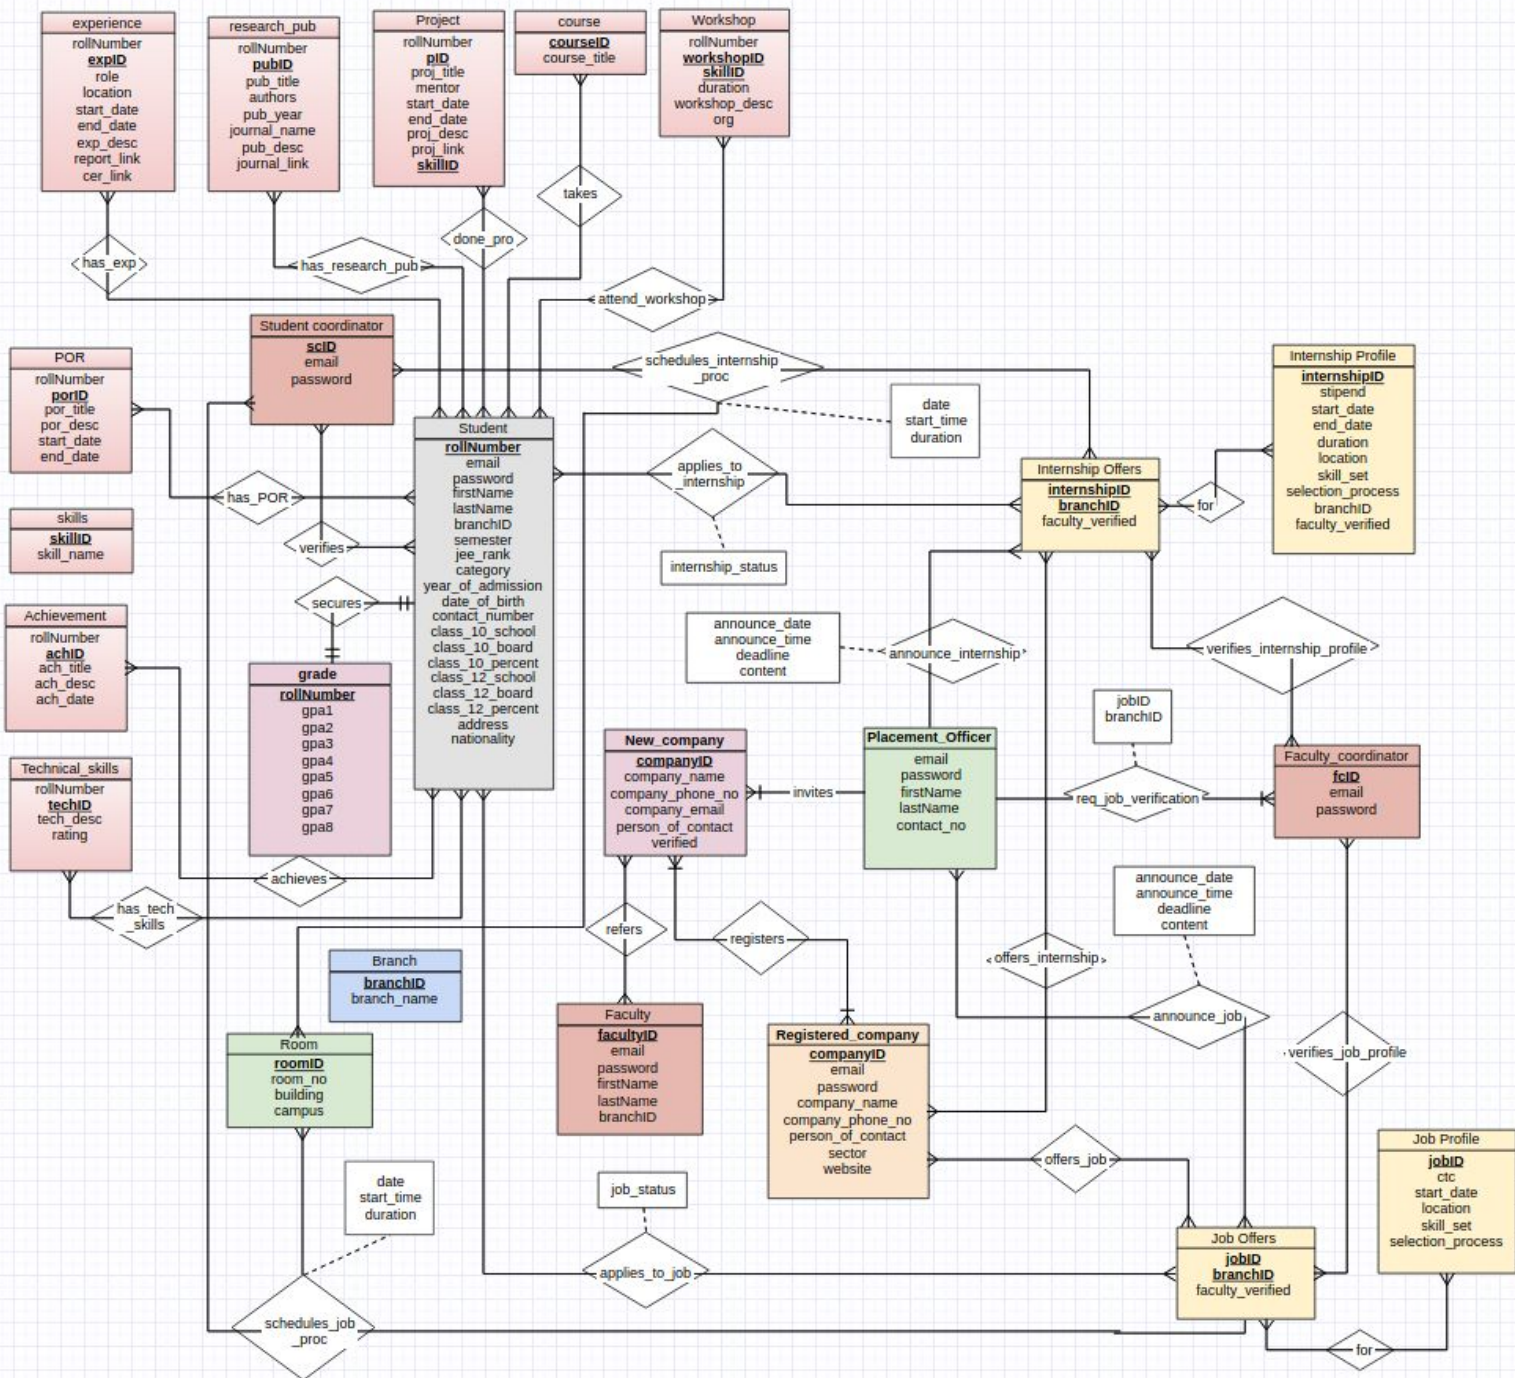 experience
rollNumber
expID
role
location
start_date
end_date
exp_desc
report_link
cer_link
research_pub
rollNumber
pubID
pub_title
authors
pub_year
journal_name
pub_desc
journal_link
Project
rollNumber
pID
proj_title
mentor
start_date
end_date
proj_desc
proj_link
skillID
course
courseID
course_title
Workshop
rollNumber
workshopID
skillID
duration
workshop_desc
org
takes
done_pro
has_exp
has_research_pub
attend_workshop
Student coordinator
scID
email
password
schedules_internship
_proc
date
start_time
duration
Internship Profile
internshipID
stipend
start_date
end_date
duration
location
skill_set
selection_process
branchID
faculty_verified
POR
rollNumber
porID
por_title
por_desc
start_date
end_date
has_POR
Student
rollNumber
email
password
firstName
lastName
branchID
semester
jee_rank
category
year_of_admission
date_of_birth
contact_number
class_10_school
class_10_board
class_10_percent
class_12_school
class_12_board
class_12_percent
address
nationality
applies_to
_internship
internship_status
Internship Offers
internshipID
branchID
faculty_verified
for
skills
skillID
skill_name
verifies
secures
Achievement
rollNumber
achID
ach_title
ach_desc
ach_date
grade
rollNumber
gpa1
gpa2
gpa3
gpa4
gpa5
gpa6
gpa7
gpa8
announce_date
announce_time
deadline
content
announce_internship
verifies_internship_profile
jobID
branchID
New_company
companyID
company_name
company_phone_no
company_email
person_of_contact
verified
invites
Placement_Officer
email
password
firstName
lastName
contact_no
req_job_verification
Faculty_coordinator
fcID
email
password
Technical_skills
rollNumber
techID
tech_desc
rating
achieves
has_tech
_skills
refers
registers
offers_internship
announce_date
announce_time
deadline
content
announce_job
verifies_job_profile
Branch
branchID
branch_name
Room
roomID
room_no
building
campus
Faculty
facultyID
email
password
firstName
lastName
branchID
Registered_company
companyID
email
password
company_name
company_phone_no
person_of_contact
sector
website
offers_job
Job Profile
jobID
ctc
start_date
location
skill_set
selection_process
date
start_time
duration
job_status
applies_to_job
Job Offers
jobID
branchID
faculty_verified
schedules_job
_proc
for